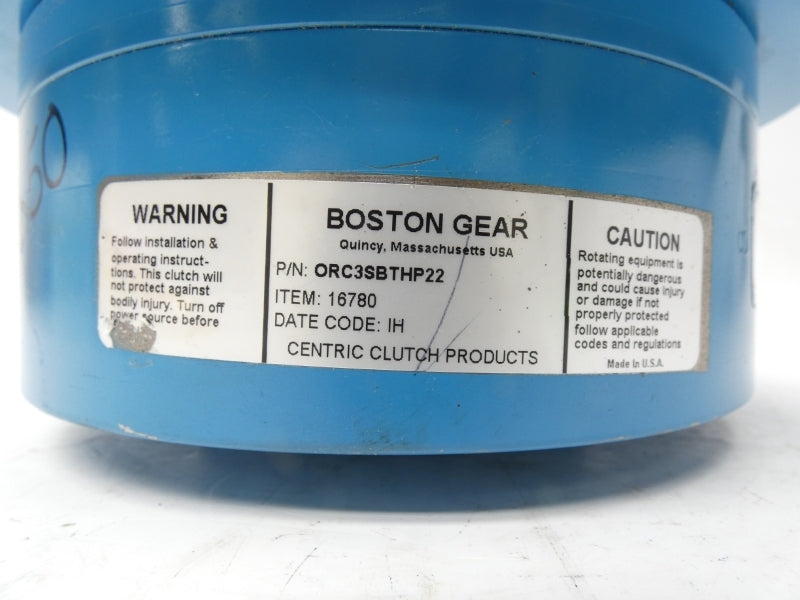 50
WARNING
Follow installation &
operating instruct-
tions. This clutch will
not protect against
bodily injury. Turn off
power source before
BOSTON GEAR
Quincy, Massachusetts USA
P/N: ORC3SBTHP22
ITEM: 16780
DATE CODE: IH
CENTRIC CLUTCH PRODUCTS
CAUTION
Rotating equipment is
potentially dangerous
and could cause injury
or damage if not
properly protected
follow applicable
codes and regulations
Made In U.S.A.